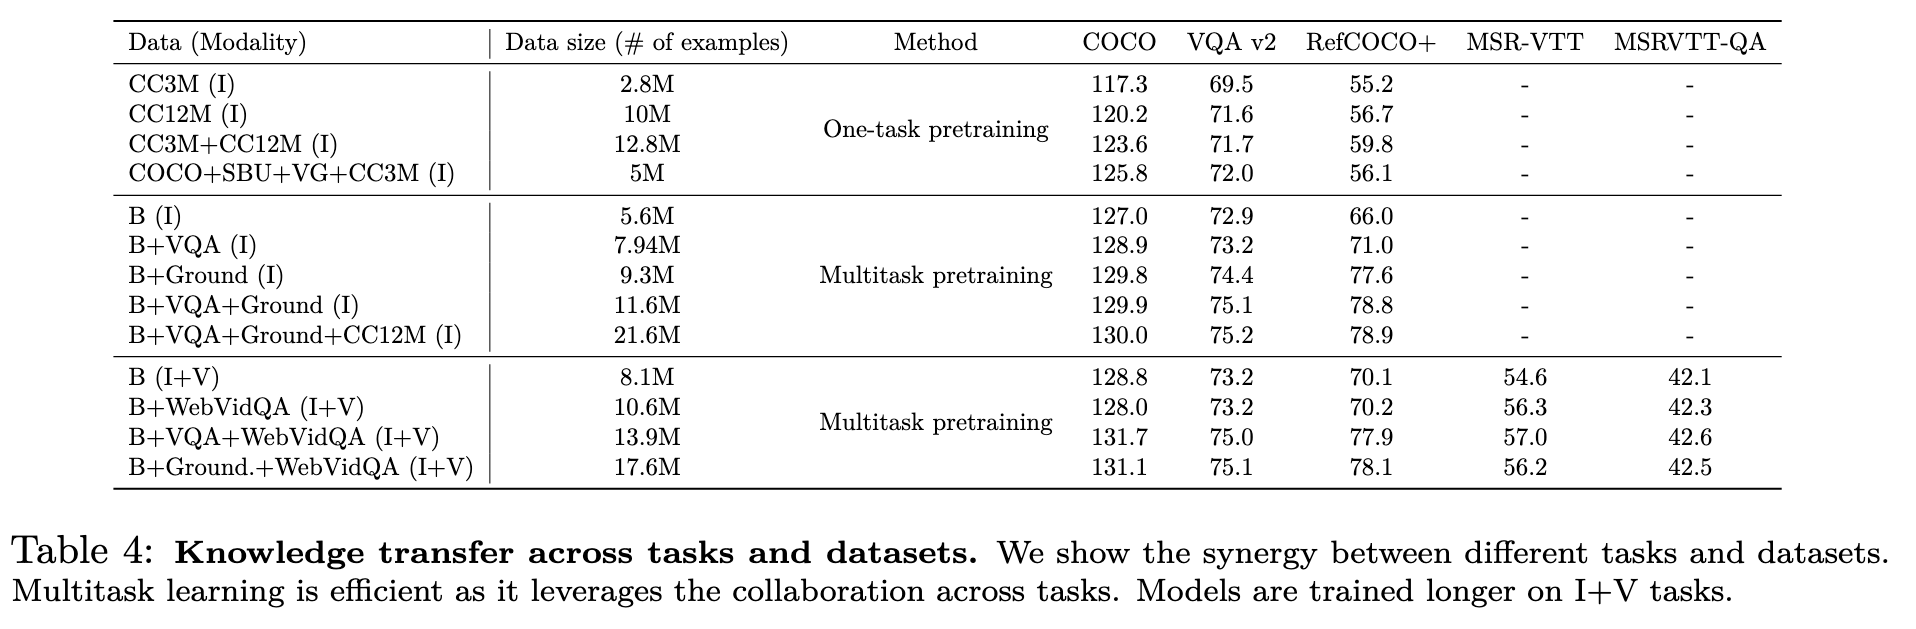 Data (Modality) Data size (# of examples) Method COCO VQA v2 RefCOCO+ MSR-VTT MSRVTT-QA
CC3M (I) 2.8M 117.3 69.5 55.2 - -
CC12M (I) 10M 120.2 71.6 56.7 - -
One-task pretraining
CC3M+CC12M (I) 12.8M 123.6 71.7 59.8 - -
COCO+SBU+VG+CC3M (I) 5M 125.8 72.0 56.1 - -
B (I) 5.6M 127.0 72.9 66.0 - -
B+VQA (I) 7.94M 128.9 73.2 71.0 - -
B+Ground (I) 9.3M Multitask pretraining 129.8 74.4 77.6 - -
B+VQA+Ground (I) 11.6M 129.9 75.1 78.8 - -
B+VQA+Ground+CC12M (I) 21.6M 130.0 75.2 78.9 - -
B (I+V) 8.1M 128.8 73.2 70.1 54.6 42.1
B+WebVidQA (I+V) 10.6M 128.0 73.2 70.2 56.3 42.3
Multitask pretraining
B+VQA+WebVidQA (I+V) 13.9M 131.7 75.0 77.9 57.0 42.6
B+Ground.+WebVidQA (I+V) 17.6M 131.1 75.1 78.1 56.2 42.5
Table 4: Knowledge transfer across tasks and datasets. We show the synergy between different tasks and datasets.
Multitask learning is efficient as it leverages the collaboration across tasks. Models are trained longer on I+V tasks.